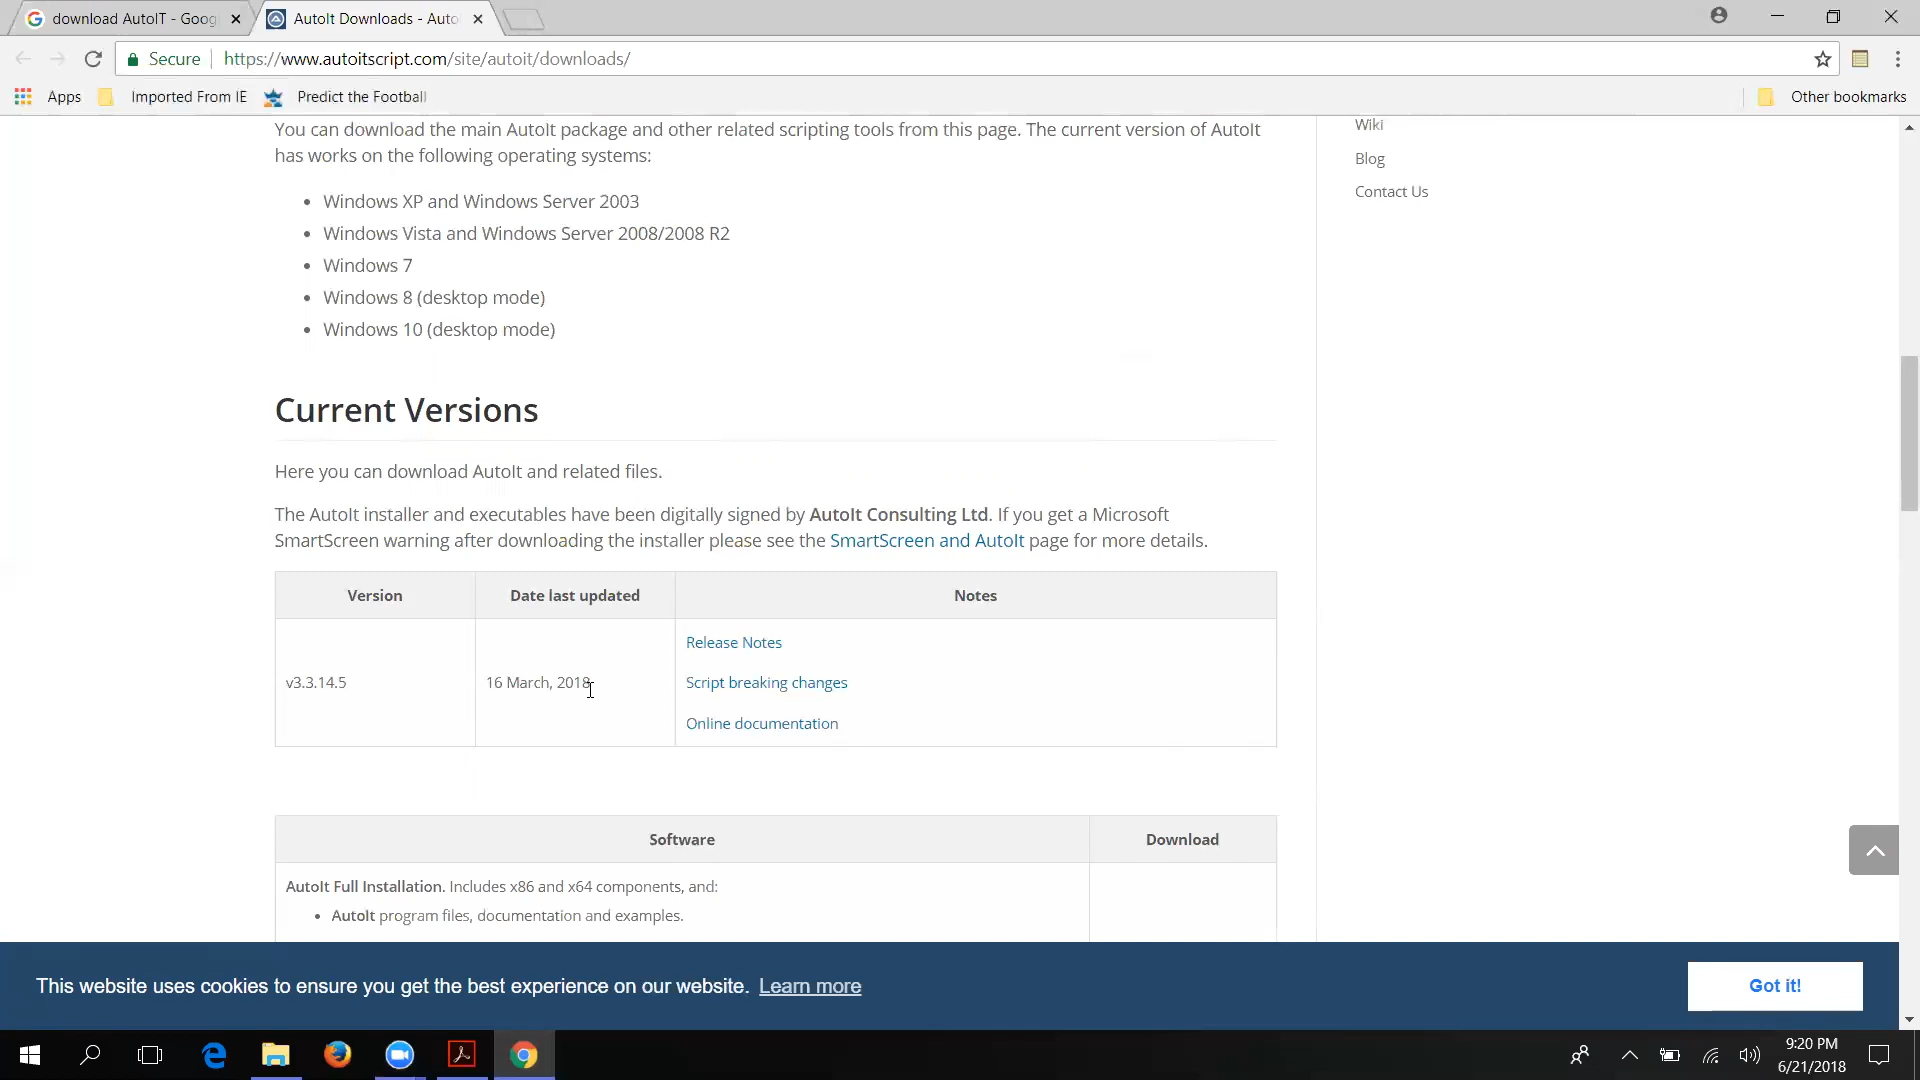 download AutoIT - Goog
AutoIt Downloads - Auto
Secure
https://www.autoitscript.com/site/autoit/downloads/
Apps
Imported From IE
Predict the Football
Other bookmarks
You can download the main AutoIt package and other related scripting tools from this page. The current version of AutoIt
has works on the following operating systems:
Windows XP and Windows Server 2003
Windows Vista and Windows Server 2008/2008 R2
Windows 7
Windows 8 (desktop mode)
Windows 10 (desktop mode)
Wiki
Blog
Contact Us
Current Versions
Here you can download AutoIt and related files.
The AutoIt installer and executables have been digitally signed by AutoIt Consulting Ltd. If you get a Microsoft
SmartScreen warning after downloading the installer please see the SmartScreen and AutoIt page for more details.
Version
Date last updated
Notes
v3.3.14.5
16 March, 2018
Release Notes
Script breaking changes
Online documentation
Software
Download
AutoIt Full Installation. Includes x86 and x64 components, and:
AutoIt program files, documentation and examples.
This website uses cookies to ensure you get the best experience on our website. Learn more
Got it!
9:20 PM
6/21/2018